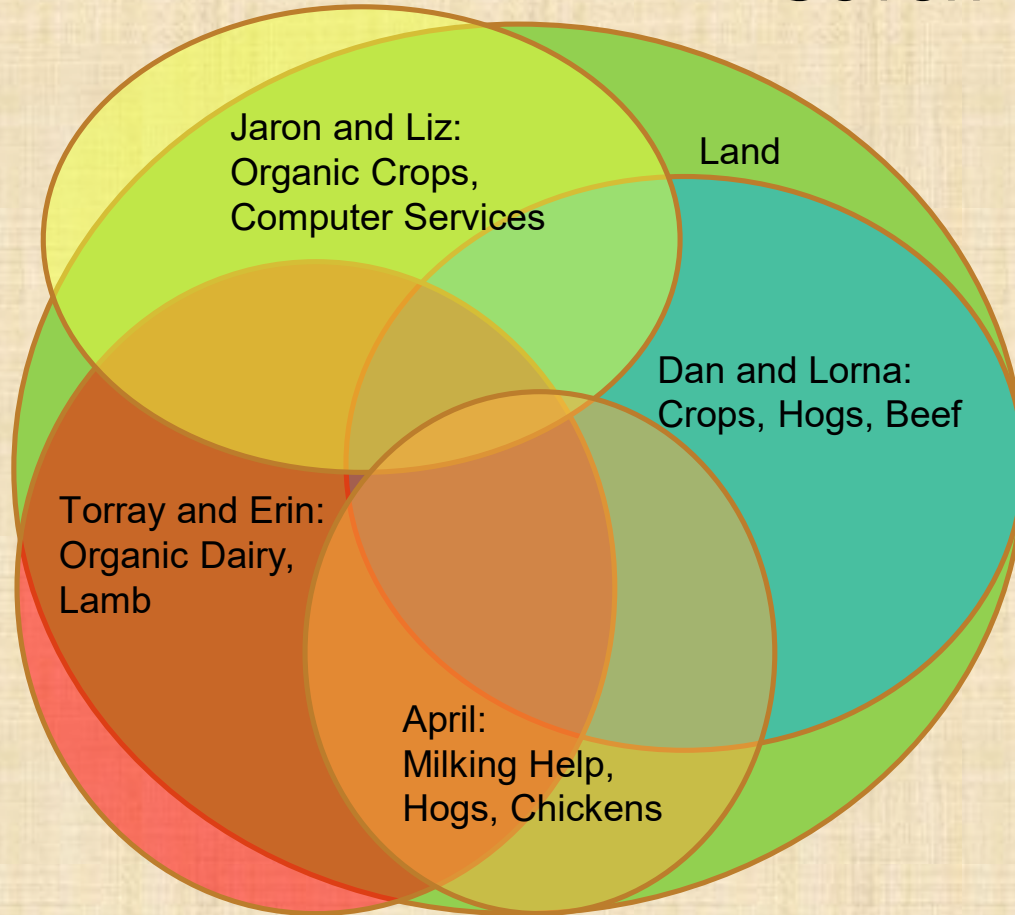 Jaron and Liz:
Organic Crops,
Computer Services
Land
Dan and Lorna:
Crops, Hogs, Beef
Torray and Erin:
Organic Dairy,
Lamb
April:
Milking Help,
Hogs, Chickens